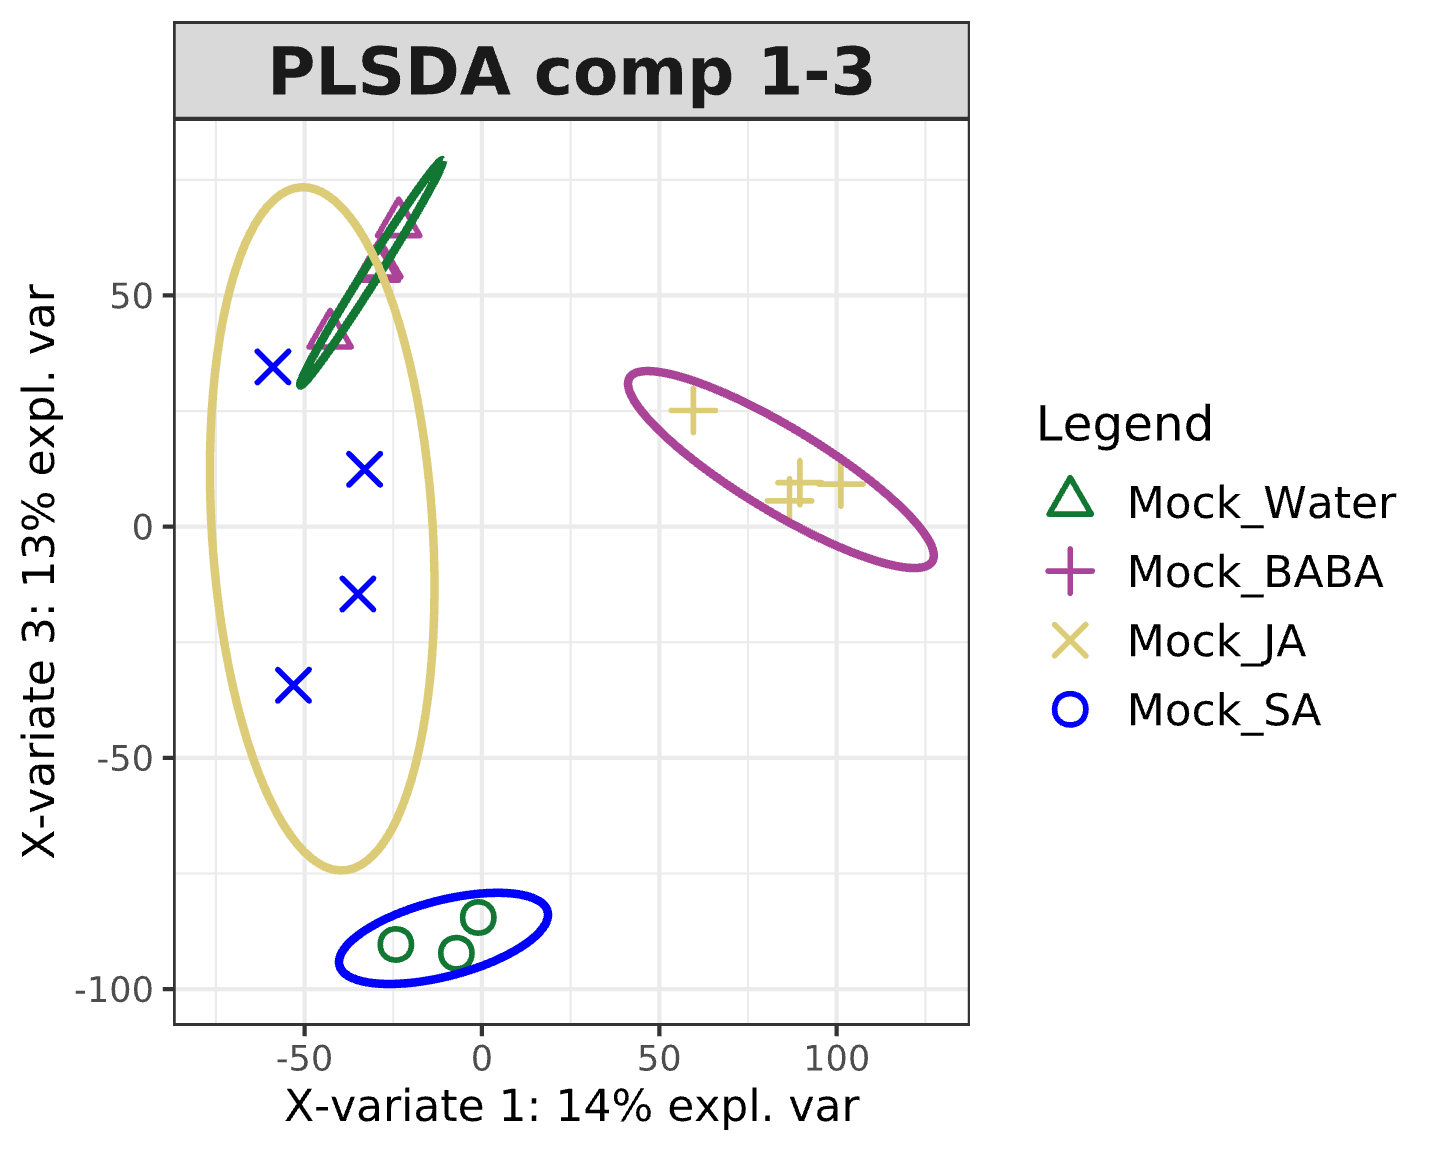 PLSDA comp 1-3
X-variate 3: 13% expl. var
50
0
-50
-100
-50 0 50 100
X-variate 1: 14% expl. var
Legend
Mock_Water
Mock_BABA
Mock_JA
Mock_SA